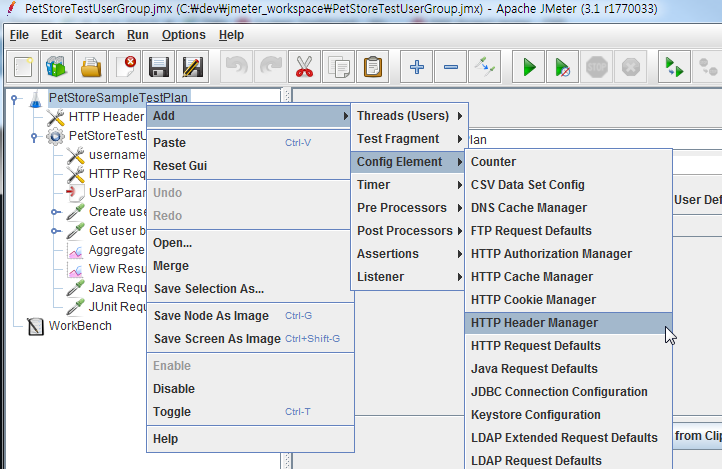 PetStoreTestUserGroup.jmx (C:₩dev₩jmeter_workspace₩PetStoreTestUserGroup.jmx) - Apache JMeter (3.1 r1770033)
File Edit Search Run Options Help
PetStoreSampleTestPlan
HTTP Header
PetStoreTestU
username
HTTP Req
UserParam
Create use
Get user b
Aggregate
View Resu
Java Requ
JUnit Requ
WorkBench
Add
Paste Ctrl-V
Reset Gui
Undo
Redo
Open...
Merge
Save Selection As...
Save Node As Image Ctrl-G
Save Screen As Image Ctrl+Shift-G
Enable
Disable
Toggle Ctrl-T
Help
Threads (Users)
Test Fragment
Config Element
Timer
Pre Processors
Post Processors
Assertions
Listener
Plan
Counter
CSV Data Set Config
DNS Cache Manager
FTP Request Defaults
HTTP Authorization Manager
HTTP Cache Manager
HTTP Cookie Manager
HTTP Header Manager
HTTP Request Defaults
Java Request Defaults
JDBC Connection Configuration
Keystore Configuration
LDAP Extended Request Defaults
LDAP Request Defaults
User Def
from Clip